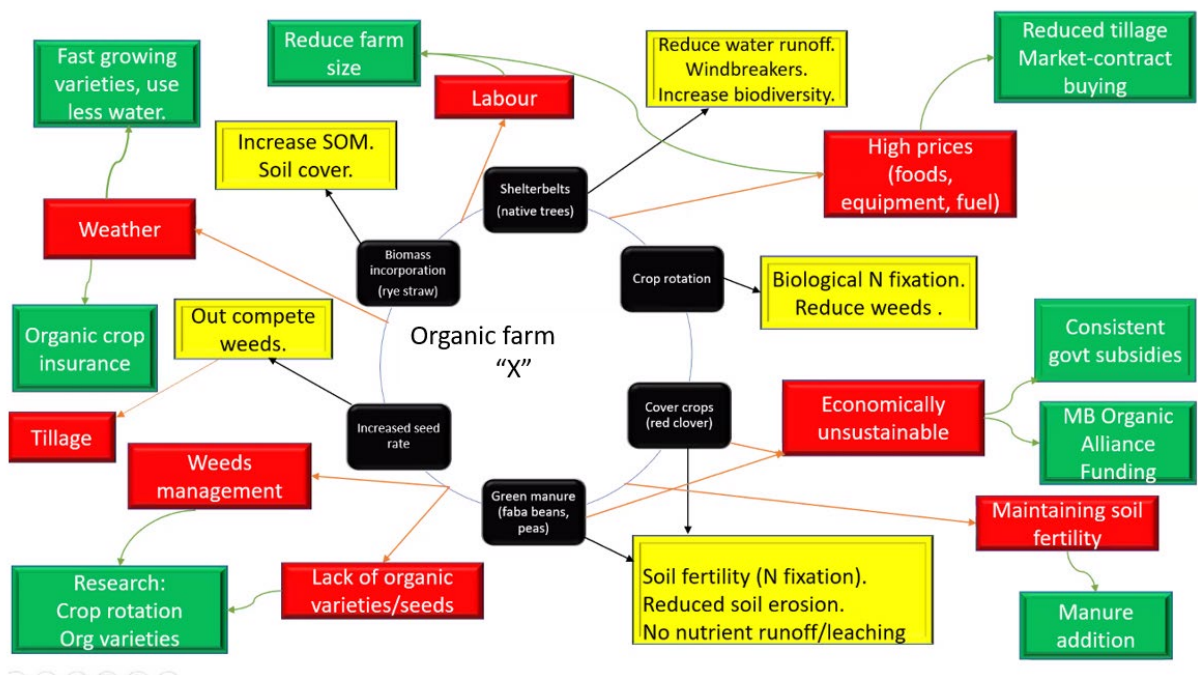 Fast growing
varieties, use
less water.
Reduce farm
size
Labour
Reduce water runoff.
Windbreakers.
Increase biodiversity.
Reduced tillage
Market-contract
buying
Increase SOM.
Soil cover.
High prices
(foods,
equipment, fuel)
Shelterbelts
(native trees)
Weather
Biomass
incorporation
(rye straw)
Crop rotation
Biological N fixation.
Reduce weeds .
Organic crop
insurance
Out compete
weeds.
Organic farm
“X”
Consistent
govt subsidies
Tillage
Increased seed
rate
Cover crops
(red clover)
Economically
unsustainable
MB Organic
Alliance
Funding
Weeds
management
Green manure
(faba beans,
peas)
Maintaining soil
fertility
Research:
Crop rotation
Org varieties
Lack of organic
varieties/seeds
Soil fertility (N fixation).
Reduced soil erosion.
No nutrient runoff/leaching
Manure
addition